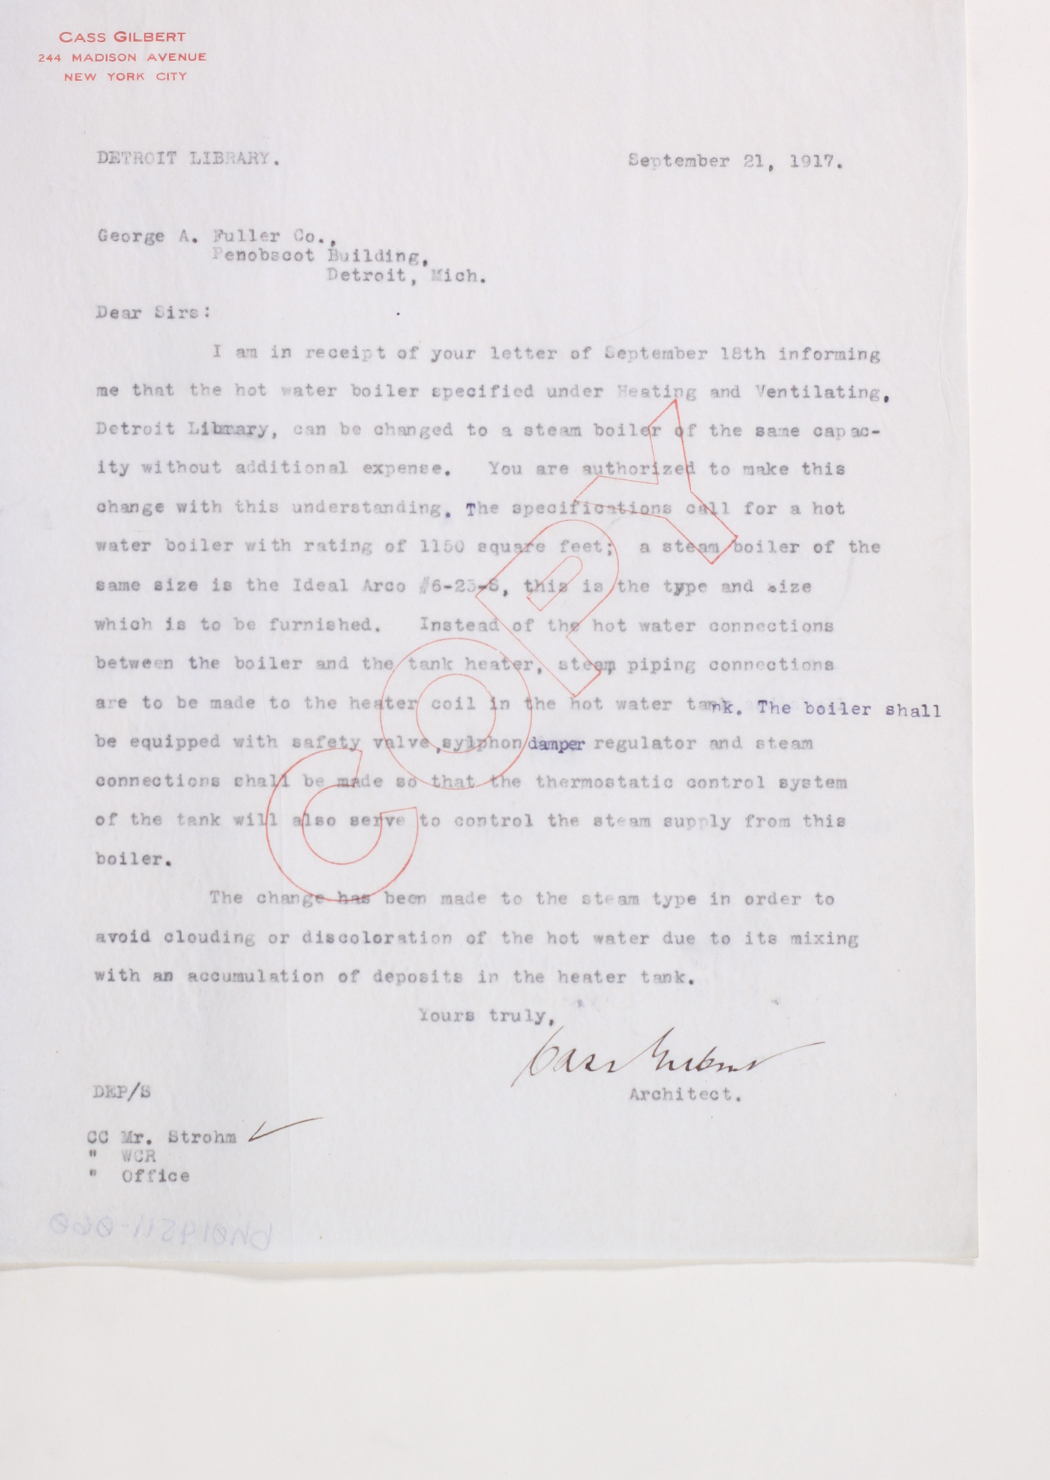 CASS GILBERT
244 MADISON AVENUE
NEW YORK CITY
DETROIT LIBRARY. September 21, 1917.
George A. Fuller Co.,
Penobscot Building,
Detroit, Mich.
Dear Sirs:
I am in receipt of your letter of September 18th informing
me that the hot water boiler specified under Heating and Ventilating,
Detroit Library, can be changed to a steam boiler of the same capac-
ity without additional expense. You are authorized to make this
change with this understanding. The specifications call for a hot
water boiler with rating of 1150 square feet; a steam boiler of the
same size is the Ideal Arco #6-23-S, this is the type and size
which is to be furnished. Instead of the hot water connections
between the boiler and the tank heater, steam piping connections
are to be made to the heater coil in the hot water tank. The boiler shall
be equipped with safety valve, sylphon damper regulator and steam
connections shall be made so that the thermostatic control system
of the tank will also serve to control the steam supply from this
boiler.
The change has been made to the steam type in order to
avoid clouding or discoloration of the hot water due to its mixing
with an accumulation of deposits in the heater tank.
Yours truly,
Cass Gilbert
Architect.
DEP/S
CC Mr. Strohm
" WCR
" Office
COPY